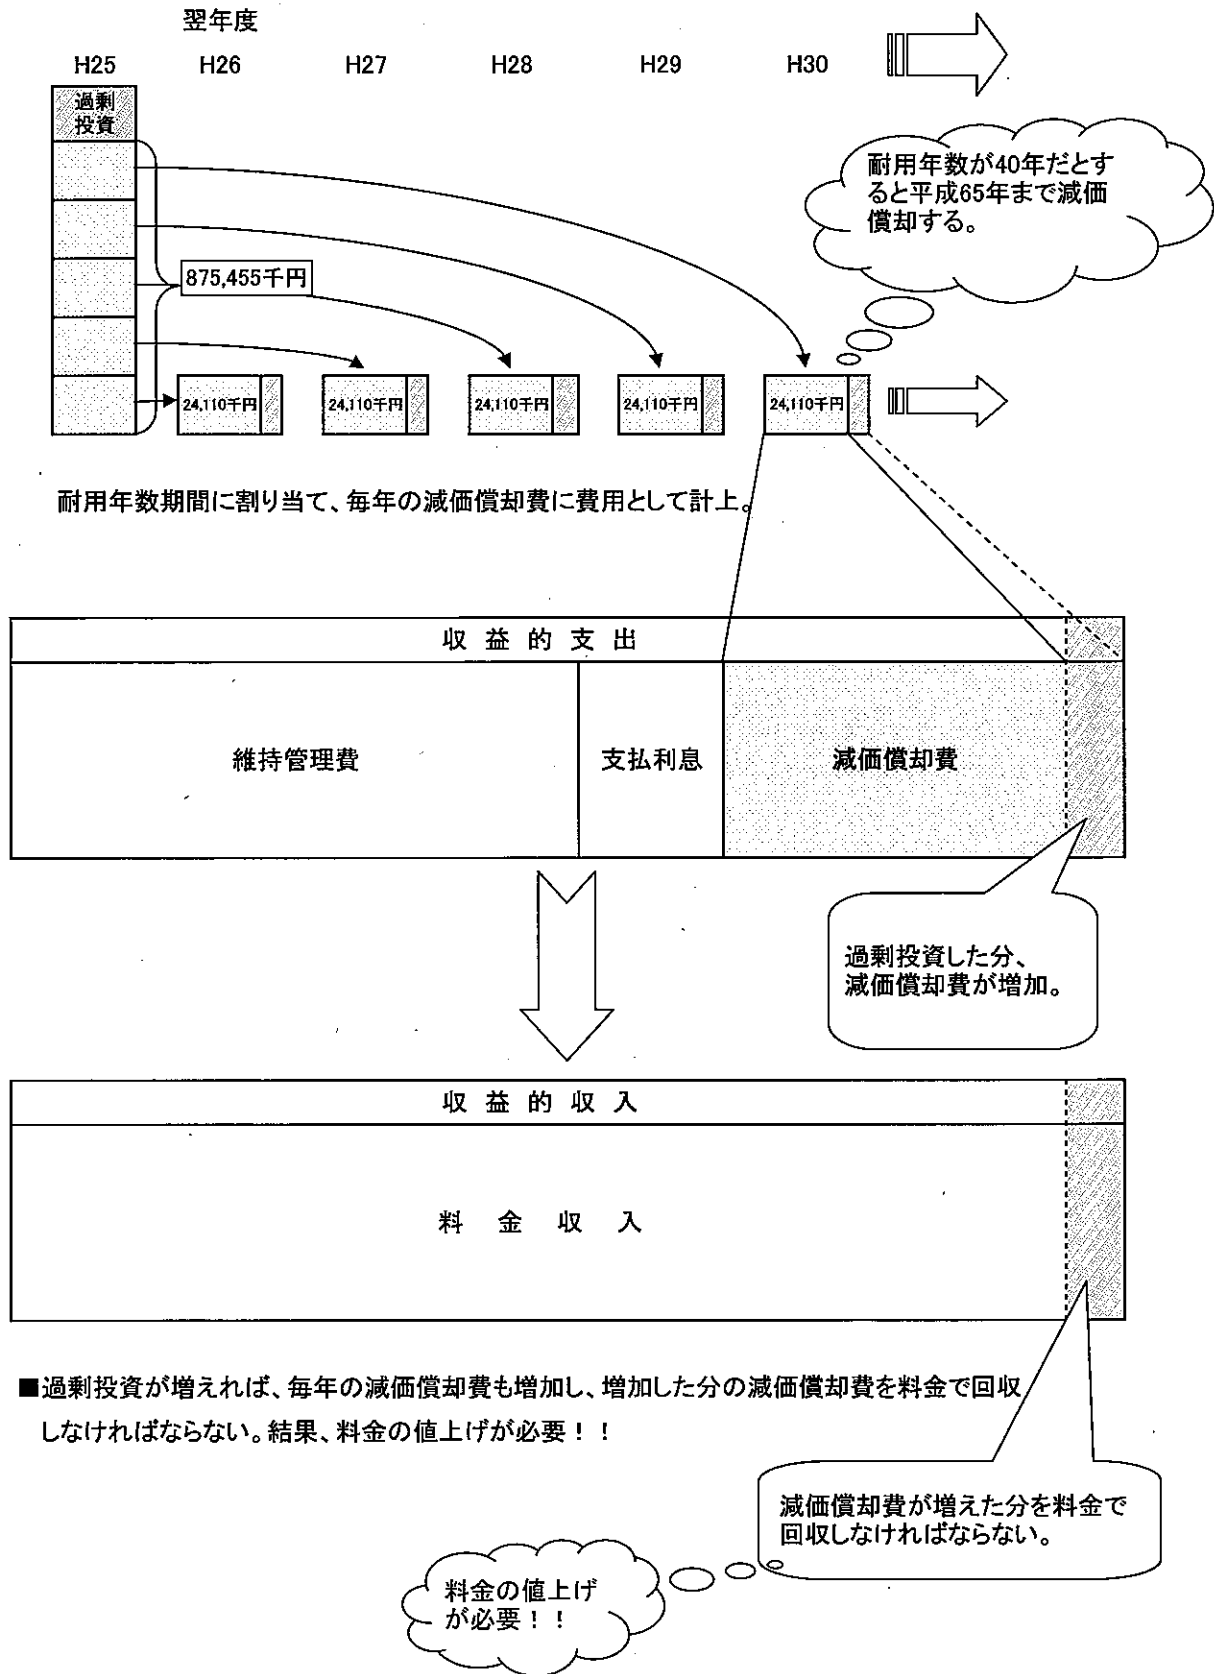 翌年度
H25 H26 H27 H28 H29 H30
過剰
投資
耐用年数が40年だとす
ると平成65年まで減価
償却する。
875,455千円
24,110千円 24,110千円 24,110千円 24,110千円 24,110千円
耐用年数期間に割り当て、毎年の減価償却費に費用として計上。
収益的支出
維持管理費 支払利息 減価償却費
過剰投資した分、
減価償却費が増加。
収益的収入
料金収入
■過剰投資が増えれば、毎年の減価償却費も増加し、増加した分の減価償却費を料金で回収
しなければならない。結果、料金の値上げが必要！！
減価償却費が増えた分を料金で
回収しなければならない。
料金の値上げ
が必要！！